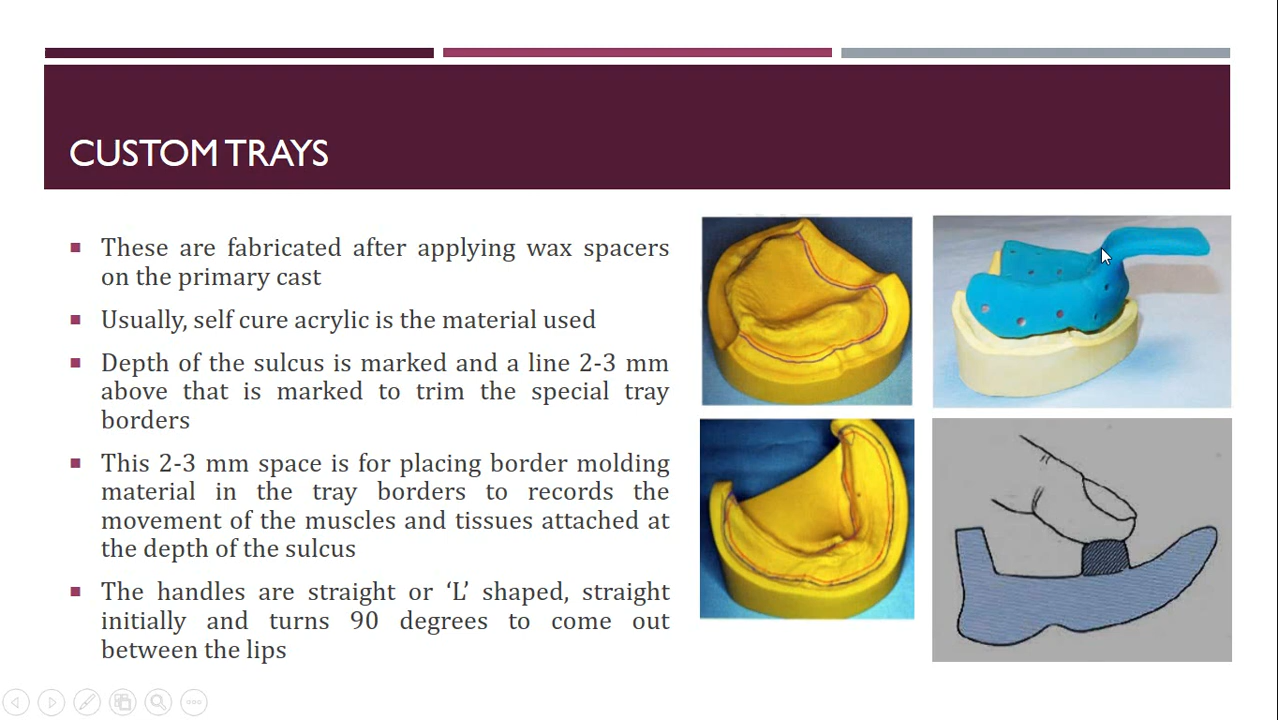 CUSTOM TRAYS
These are fabricated after applying wax spacers
on the primary cast
Usually, self cure acrylic is the material used
Depth of the sulcus is marked and a line 2-3 mm
above that is marked to trim the special tray
borders
This 2-3 mm space is for placing border molding
material in the tray borders to records the
movement of the muscles and tissues attached at
the depth of the sulcus
The handles are straight or ‘L’ shaped, straight
initially and turns 90 degrees to come out
between the lips